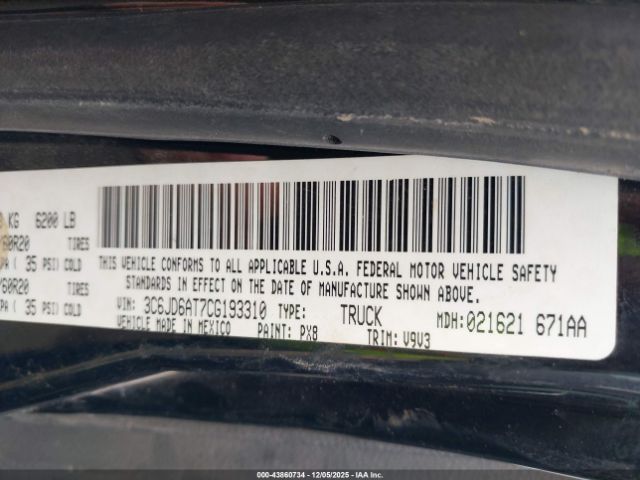 KG 6200 LB
60R20 TIRES
PA ( 35 PSI) COLD
60R20 TIRES
PA ( 35 PSI) COLD
THIS VEHICLE CONFORMS TO ALL APPLICABLE U.S.A. FEDERAL MOTOR VEHICLE SAFETY
STANDARDS IN EFFECT ON THE DATE OF MANUFACTURE SHOWN ABOVE.
VIN: 3C6JD6AT7CG193310 TYPE: TRUCK MDH: 021621 671AA
VEHICLE MADE IN MEXICO PAINT: PX8 TRIM: V9V3
000-43860734 - 12/05/2025 - IAA Inc.